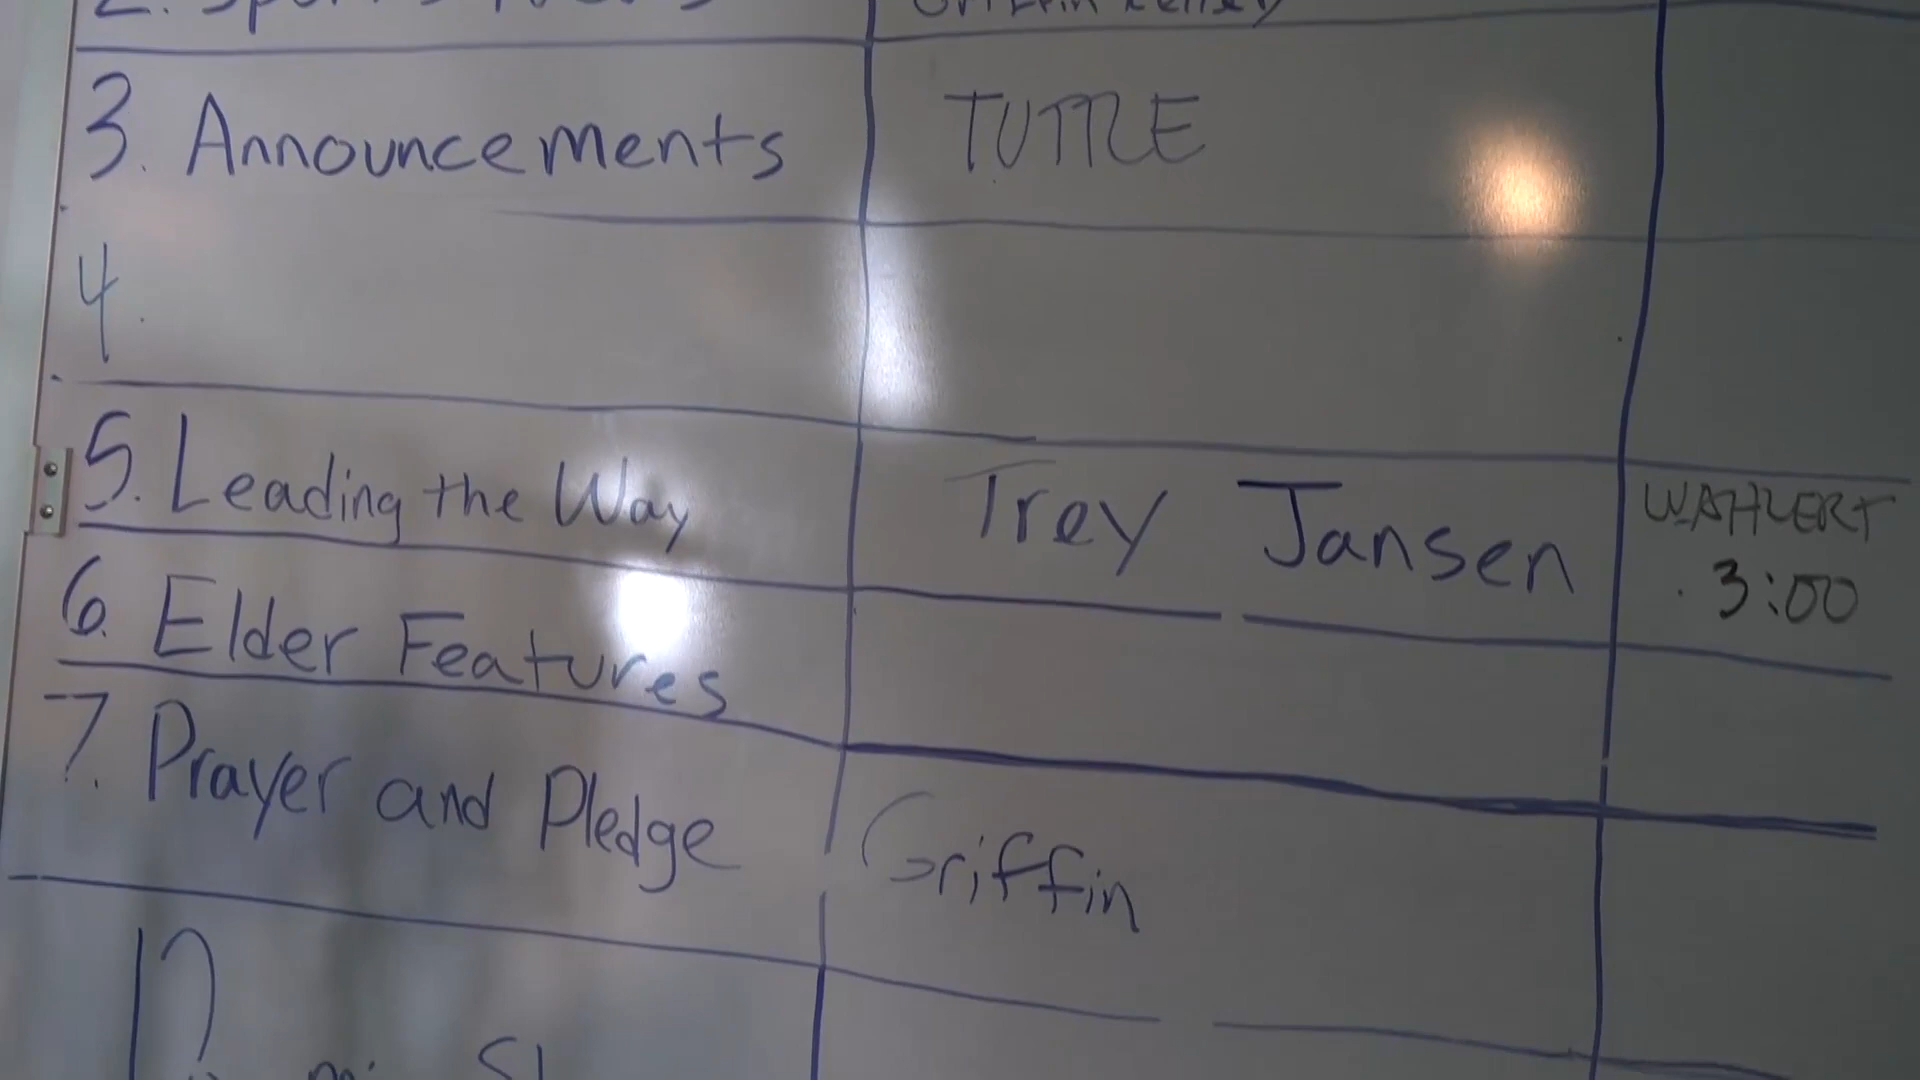 3. Announcements TUTTLE
4.
5. Leading the Way Trey Jansen WAHLERT
3:00
6. Elder Features
7. Prayer and Pledge Griffin